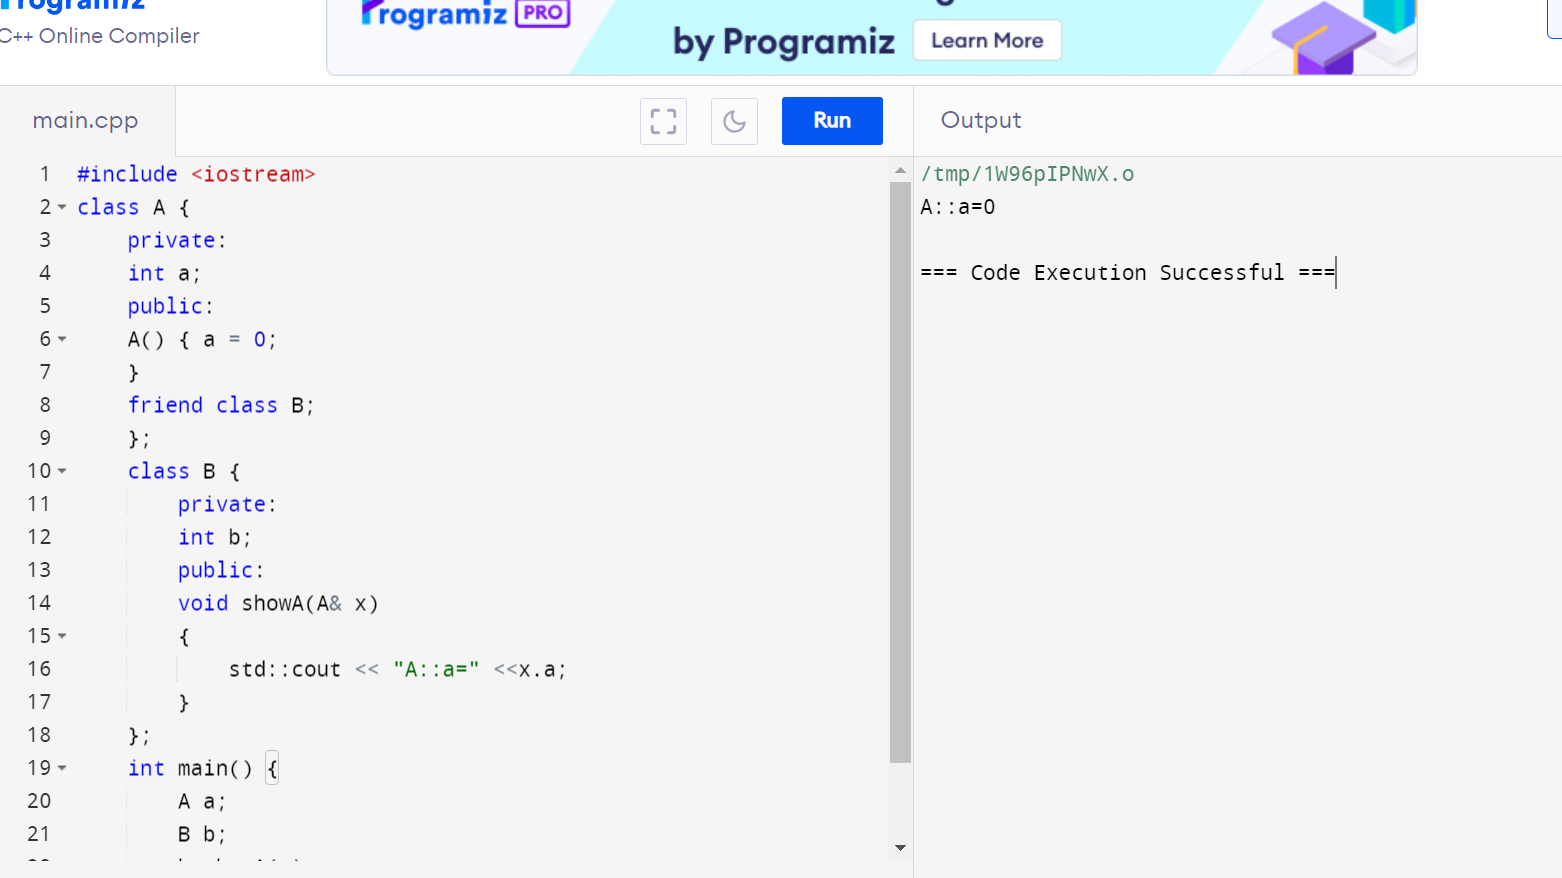 Programiz
C++ Online Compiler
Programiz PRO
by Programiz
Learn More
main.cpp
Run
Output
1 #include <iostream>
2 class A {
3 private:
4 int a;
5 public:
6 A() { a = 0;
7 }
8 friend class B;
9 };
10 class B {
11 private:
12 int b;
13 public:
14 void showA(A& x)
15 {
16 std::cout << "A::a=" <<x.a;
17 }
18 };
19 int main() {
20 A a;
21 B b;
/tmp/1W96pIPNwX.o
A::a=0
=== Code Execution Successful ===